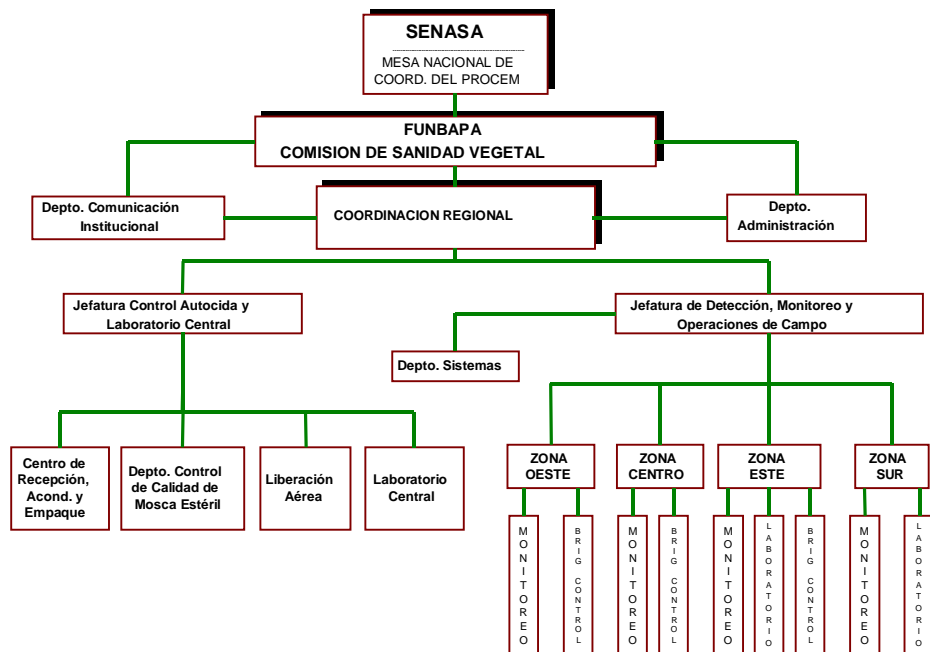 SENASA
MESA NACIONAL DE
COORD. DEL PROCEM
FUNBAPA
COMISION DE SANIDAD VEGETAL
Depto. Comunicación
Institucional
COORDINACION REGIONAL
Depto.
Administración
Jefatura Control Autocida y
Laboratorio Central
Jefatura de Detección, Monitoreo y
Operaciones de Campo
Depto. Sistemas
Centro de
Recepción,
Acond. y
Empaque
Depto. Control
de Calidad de
Mosca Estéril
Liberación
Aérea
Laboratorio
Central
ZONA
OESTE
ZONA
CENTRO
ZONA
ESTE
ZONA
SUR
MONITOREO
BRIG CONTROL
MONITOREO
BRIG CONTROL
MONITOREO
LABORATORIO
BRIG CONTROL
MONITOREO
LABORATORIO